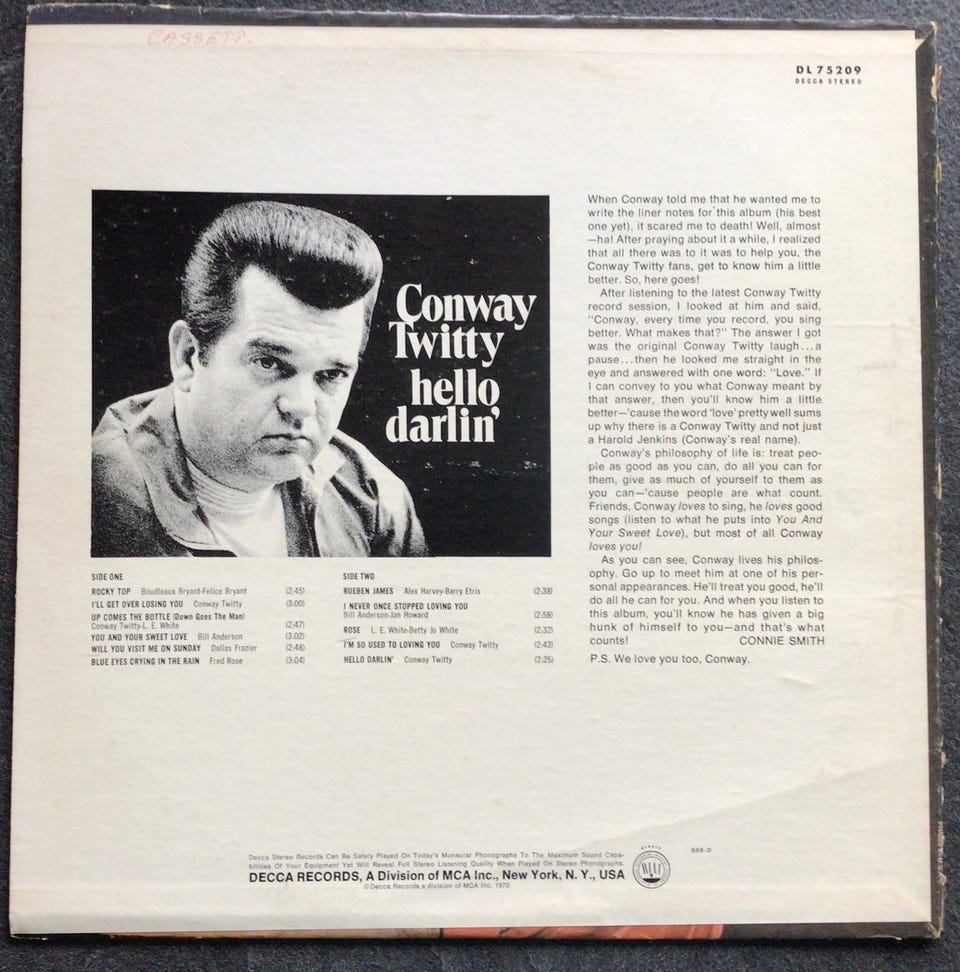 CASSETT.
DL 75209
DECCA STEREO
Conway
Twitty
hello
darlin'
When Conway told me that he wanted me to
write the liner notes for this album (his best
one yet), it scared me to death! Well, almost
—ha! After praying about it a while, I realized
that all there was to it was to help you, the
Conway Twitty fans, get to know him a little
better. So, here goes!
After listening to the latest Conway Twitty
record session, I looked at him and said,
"Conway, every time you record, you sing
better. What makes that?" The answer I got
was the original Conway Twitty laugh...a
pause...then he looked me straight in the
eye and answered with one word: "Love." If
I can convey to you what Conway meant by
that answer, then you'll know him a little
better—'cause the word 'love' pretty well sums
up why there is a Conway Twitty and not just
a Harold Jenkins (Conway's real name).
Conway's philosophy of life is: treat peo-
ple as good as you can, do all you can for
them, give as much of yourself to them as
you can—'cause people are what count.
Friends, Conway loves to sing, he loves good
songs (listen to what he puts into You And
Your Sweet Love), but most of all Conway
loves you!
As you can see, Conway lives his philos-
ophy. Go up to meet him at one of his per-
sonal appearances. He'll treat you good, he'll
do all he can for you. And when you listen to
this album, you'll know he has given a big
hunk of himself to you—and that's what
counts! CONNIE SMITH
P.S. We love you too, Conway.
SIDE ONE
ROCKY TOP Boudleaux Bryant-Felice Bryant (2:45)
I'LL GET OVER LOSING YOU Conway Twitty (3:00)
UP COMES THE BOTTLE (Down Goes The Man)
Conway Twitty-L. E. White (2:47)
YOU AND YOUR SWEET LOVE Bill Anderson (3:02)
WILL YOU VISIT ME ON SUNDAY Dallas Frazier (2:48)
BLUE EYES CRYING IN THE RAIN Fred Rose (3:04)
SIDE TWO
RUEBEN JAMES Alex Harvey-Barry Etris (2:38)
I NEVER ONCE STOPPED LOVING YOU
Bill Anderson-Jan Howard (2:58)
ROSE L. E. White-Betty Jo White (2:32)
I'M SO USED TO LOVING YOU Conway Twitty (2:43)
HELLO DARLIN' Conway Twitty (2:25)
Decca Stereo Records Can Be Safely Played On Today's Monaural Phonographs To The Maximum Sound Capa-
bilities Of Your Equipment Yet Will Reveal Full Stereo Listening Quality When Played On Stereo Phonographs.
DECCA RECORDS, A Division of MCA Inc., New York, N. Y., USA
© Decca Records a division of MCA Inc. 1970